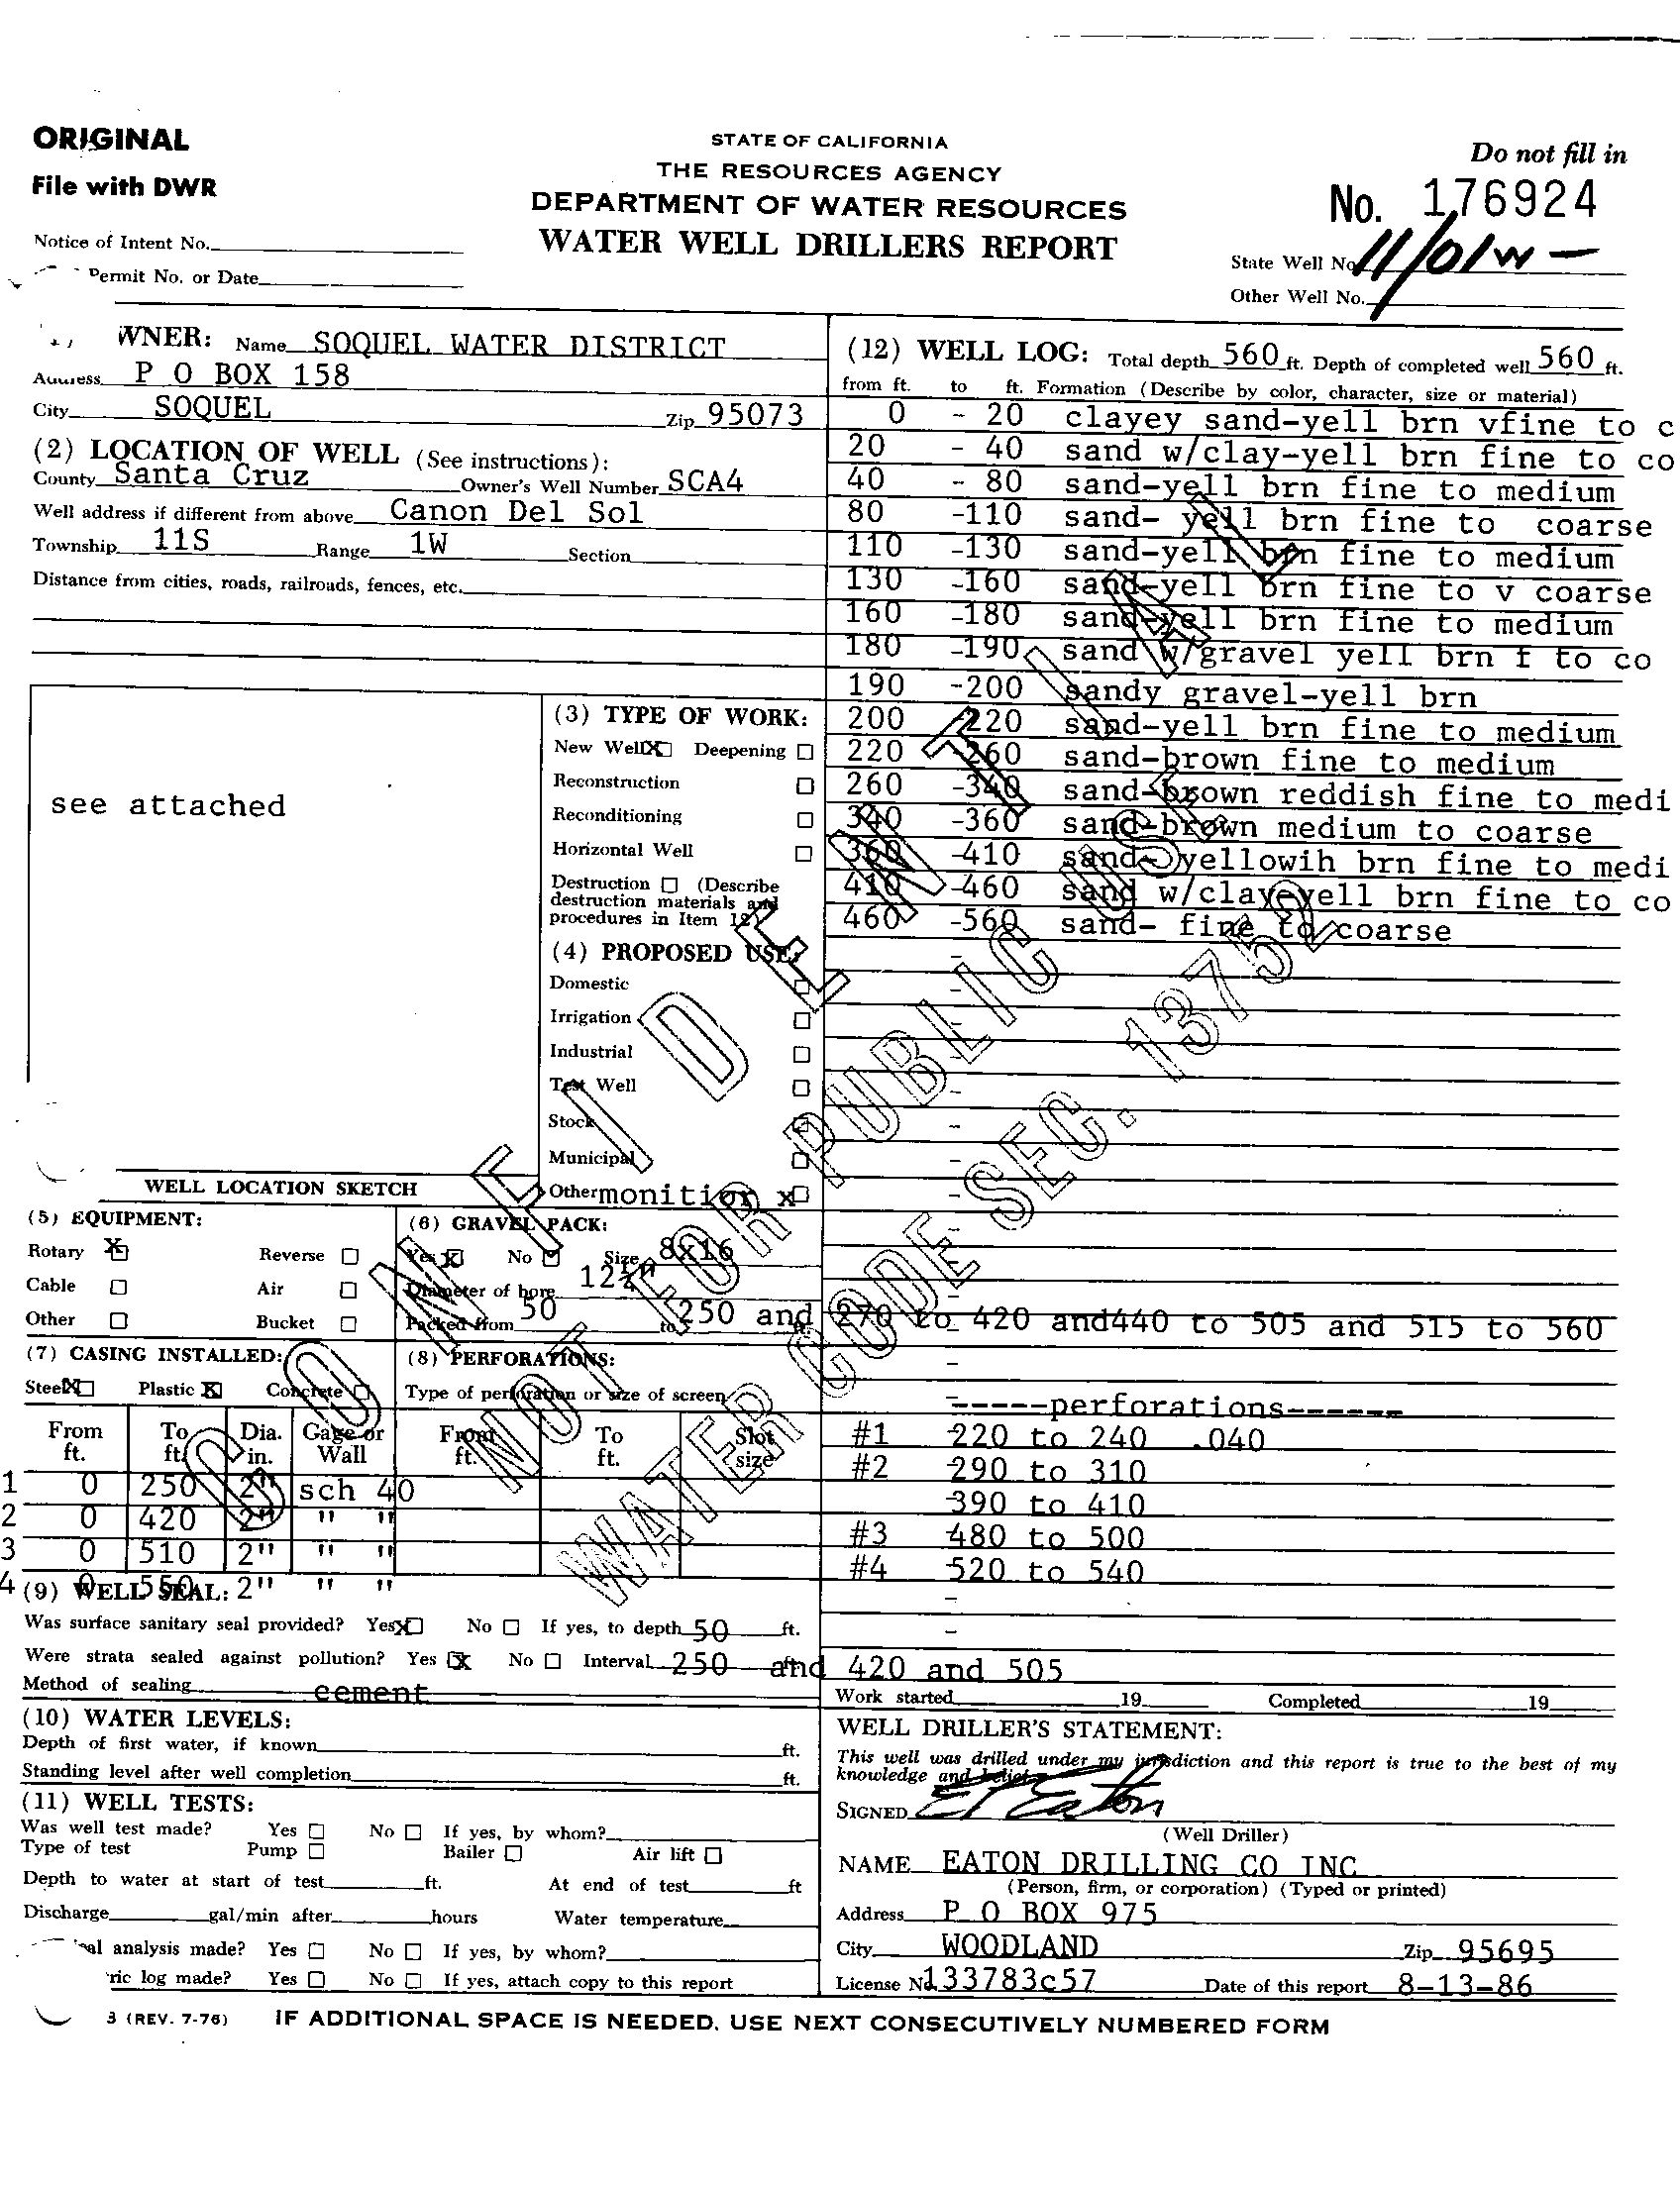 ORIGINAL
File with DWR
STATE OF CALIFORNIA
THE RESOURCES AGENCY
DEPARTMENT OF WATER RESOURCES
WATER WELL DRILLERS REPORT
Do not fill in
No. 176924
Notice of Intent No.
Permit No. or Date
State Well No. 11/01W-
Other Well No.
WNER: Name SOQUEL WATER DISTRICT
Address P O BOX 158
City SOQUEL Zip 95073
(2) LOCATION OF WELL (See instructions):
County Santa Cruz Owner's Well Number SCA4
Well address if different from above Canon Del Sol
Township 11S Range 1W Section
Distance from cities, roads, railroads, fences, etc.
see attached
WELL LOCATION SKETCH
(3) TYPE OF WORK:
New Well X Deepening
Reconstruction
Reconditioning
Horizontal Well
Destruction (Describe
destruction materials and
procedures in Item 12)
(4) PROPOSED USE:
Domestic
Irrigation
Industrial
Test Well
Stock
Municipal
Other monitior x
(5) EQUIPMENT:
Rotary X Reverse
Cable Air
Other Bucket
(6) GRAVEL PACK:
Yes X No Size 8x16
Diameter of bore
Packed from 50 to 250 and 270 to 420 and440 to 505 and 515 to 560
(7) CASING INSTALLED:
Steel X Plastic X Concrete
From ft. To ft. Dia. in. Gage or Wall
1 0 250 2" sch 40
2 0 420 2" " "
3 0 510 2" " "
4 0 550 2" " "
(8) PERFORATIONS:
Type of perforation or size of screen
From ft. To ft. Slot size
(9) WELL SEAL:
Was surface sanitary seal provided? Yes X No If yes, to depth 50 ft.
Were strata sealed against pollution? Yes X No Interval 250 and 420 and 505
Method of sealing cement
(10) WATER LEVELS:
Depth of first water, if known ft.
Standing level after well completion ft.
(11) WELL TESTS:
Was well test made? Yes No If yes, by whom?
Type of test Pump Bailer Air lift
Depth to water at start of test ft. At end of test ft
Discharge gal/min after hours Water temperature
al analysis made? Yes No If yes, by whom?
ric log made? Yes No If yes, attach copy to this report
(12) WELL LOG: Total depth 560 ft. Depth of completed well 560 ft.
from ft. to ft. Formation (Describe by color, character, size or material)
0 - 20 clayey sand-yell brn vfine to c
20 - 40 sand w/clay-yell brn fine to co
40 - 80 sand-yell brn fine to medium
80 -110 sand- yell brn fine to coarse
110 -130 sand-yell brn fine to medium
130 -160 sand-yell brn fine to v coarse
160 -180 sand-yell brn fine to medium
180 -190 sand w/gravel yell brn f to co
190 -200 sandy gravel-yell brn
200 -220 sand-yell brn fine to medium
220 -260 sand-brown fine to medium
260 -340 sand-brown reddish fine to medi
340 -360 sand-brown medium to coarse
360 -410 sand- yellowih brn fine to medi
410 -460 sand w/clay-yell brn fine to co
460 -560 sand- fine to coarse
-----perforations------
#1 220 to 240 .040
#2 290 to 310
390 to 410
#3 480 to 500
#4 520 to 540
Work started 19 Completed 19
WELL DRILLER'S STATEMENT:
This well was drilled under my jurisdiction and this report is true to the best of my
knowledge and belief.
SIGNED E Eaton
(Well Driller)
NAME EATON DRILLING CO INC
(Person, firm, or corporation) (Typed or printed)
Address P O BOX 975
City WOODLAND Zip 95695
License No. 133783c57 Date of this report 8-13-86
3 (REV. 7-76) IF ADDITIONAL SPACE IS NEEDED. USE NEXT CONSECUTIVELY NUMBERED FORM
CONFIDENTIAL
NOT FOR PUBLIC USE
WATER CODE SEC. 13752